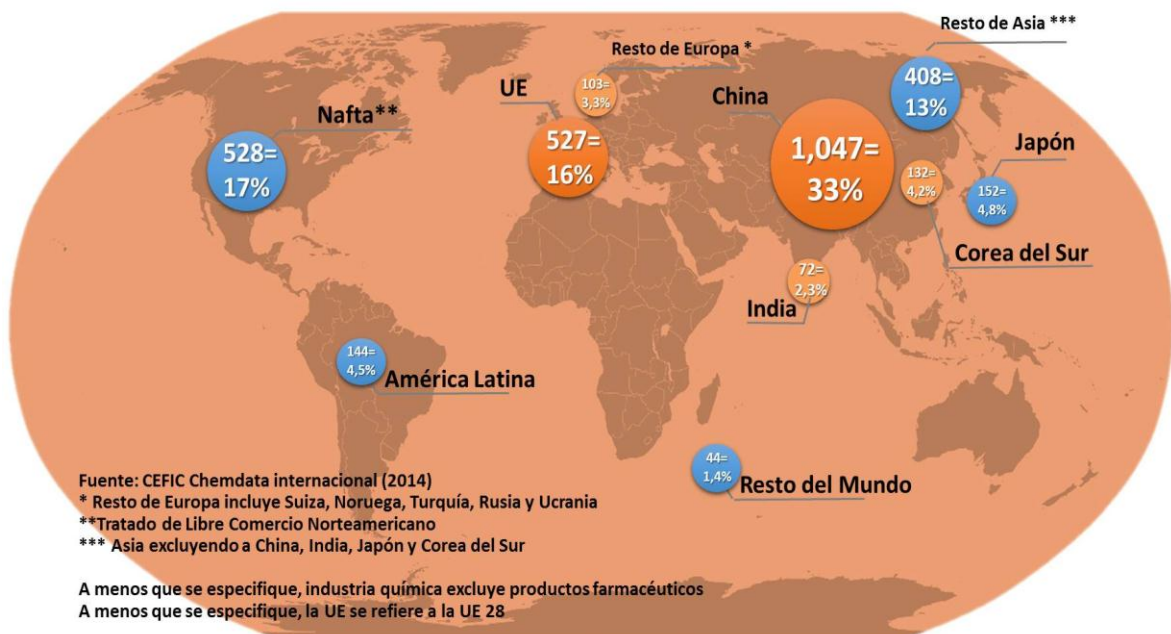 Resto de Asia ***
Resto de Europa *
408=
13%
103=
3,3%
UE
China
Nafta**
Japón
528=
17%
527=
16%
1,047=
33%
132=
4,2%
152=
4,8%
Corea del Sur
72=
2,3%
India
144=
4,5%
América Latina
44=
1,4%
Resto del Mundo
Fuente: CEFIC Chemdata internacional (2014)
* Resto de Europa incluye Suiza, Noruega, Turquía, Rusia y Ucrania
**Tratado de Libre Comercio Norteamericano
*** Asia excluyendo a China, India, Japón y Corea del Sur
A menos que se especifique, industria química excluye productos farmacéuticos
A menos que se especifique, la UE se refiere a la UE 28